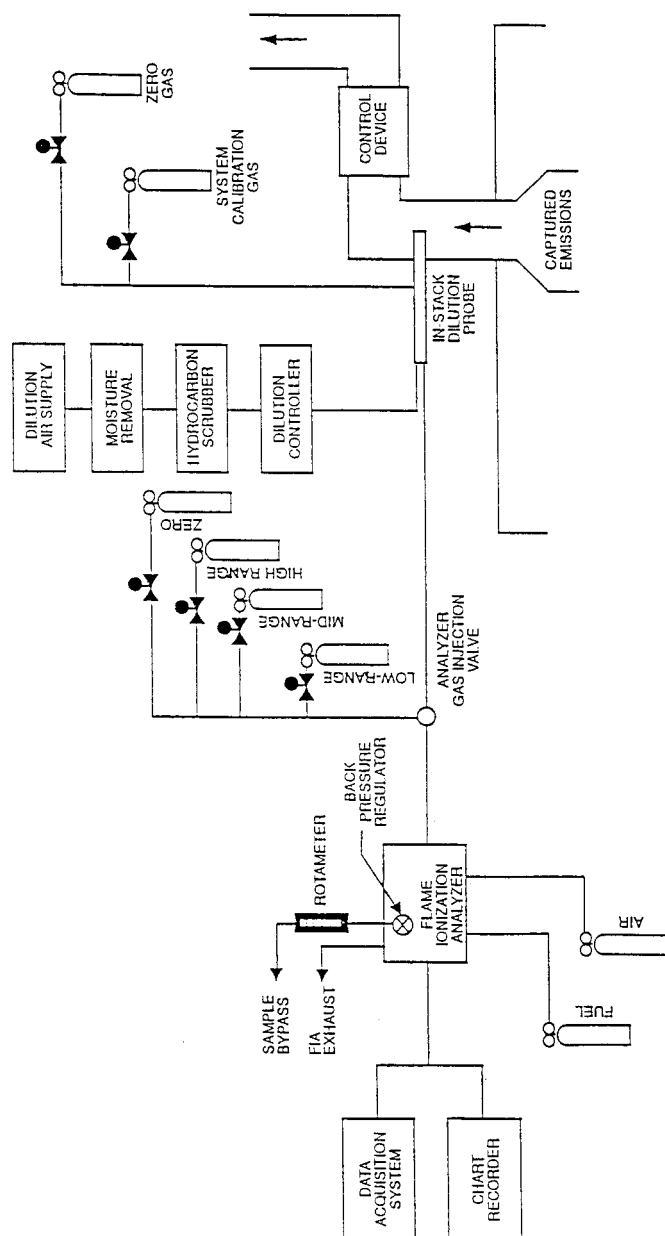 ZERO
GAS
SYSTEM
CALIBRATION
GAS
CONTROL
DEVICE
CAPTURED
EMISSIONS
IN-STACK
DILUTION
PROBE
DILUTION
AIR SUPPLY
MOISTURE
REMOVAL
HYDROCARBON
SCRUBBER
DILUTION
CONTROLLER
ZERO
HIGH RANGE
MID-RANGE
LOW-RANGE
ANALYZER
GAS INJECTION
VALVE
BACK
PRESSURE
REGULATOR
ROTAMETER
SAMPLE
BYPASS
FIA
EXHAUST
FLAME
IONIZATION
ANALYZER
AIR
FUEL
DATA
ACQUISITION
SYSTEM
CHART
RECORDER